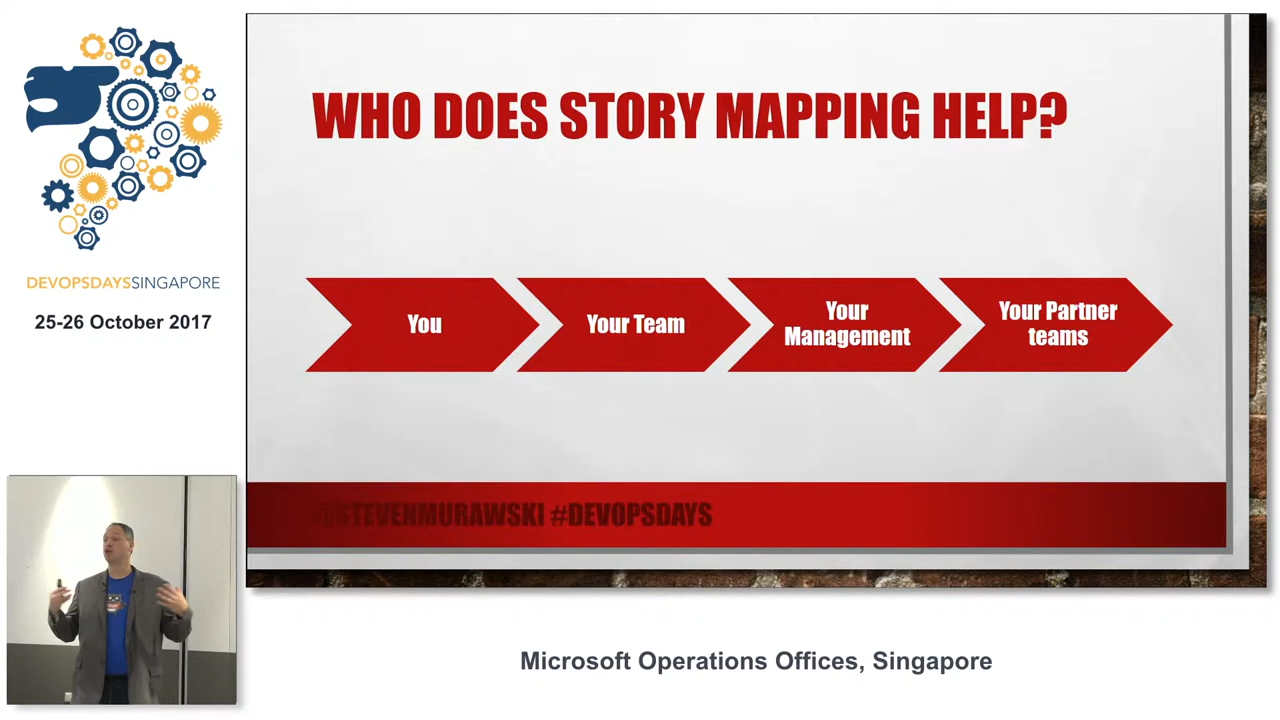 DEVOPSDAYSSINGAPORE
25-26 October 2017
WHO DOES STORY MAPPING HELP?
You
Your Team
Your
Management
Your Partner
teams
@STEVENMURAWSKI #DEVOPSDAYS
Microsoft Operations Offices, Singapore